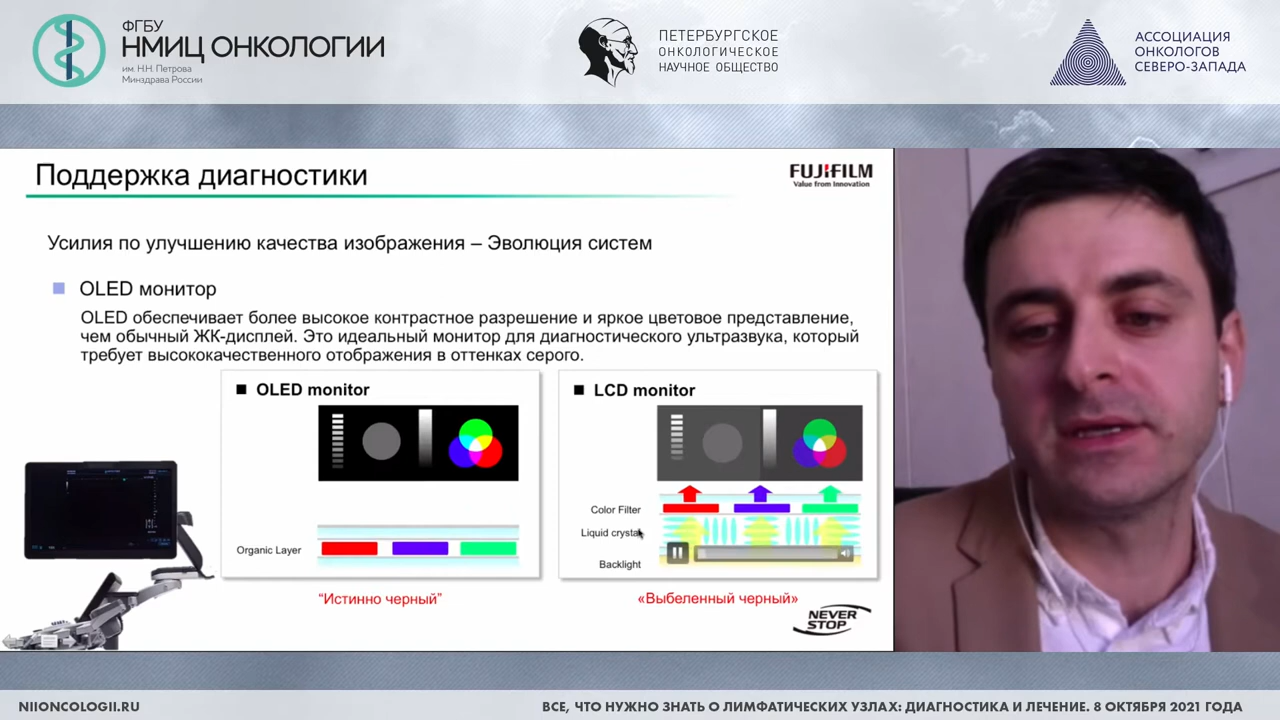 ФГБУ
НМИЦ ОНКОЛОГИИ
им. Н.Н. Петрова
Минздрава России
ПЕТЕРБУРГСКОЕ
ОНКОЛОГИЧЕСКОЕ
НАУЧНОЕ ОБЩЕСТВО
АССОЦИАЦИЯ
ОНКОЛОГОВ
СЕВЕРО-ЗАПАДА
Поддержка диагностики
FUJIFILM
Value from Innovation
Усилия по улучшению качества изображения – Эволюция систем
OLED монитор
OLED обеспечивает более высокое контрастное разрешение и яркое цветовое представление,
чем обычный ЖК-дисплей. Это идеальный монитор для диагностического ультразвука, который
требует высококачественного отображения в оттенках серого.
OLED monitor
Organic Layer
"Истинно черный"
LCD monitor
Color Filter
Liquid crystal
Backlight
«Выбеленный черный»
NEVER
STOP
NIIONCOLOGII.RU
ВСЕ, ЧТО НУЖНО ЗНАТЬ О ЛИМФАТИЧЕСКИХ УЗЛАХ: ДИАГНОСТИКА И ЛЕЧЕНИЕ. 8 ОКТЯБРЯ 2021 ГОДА